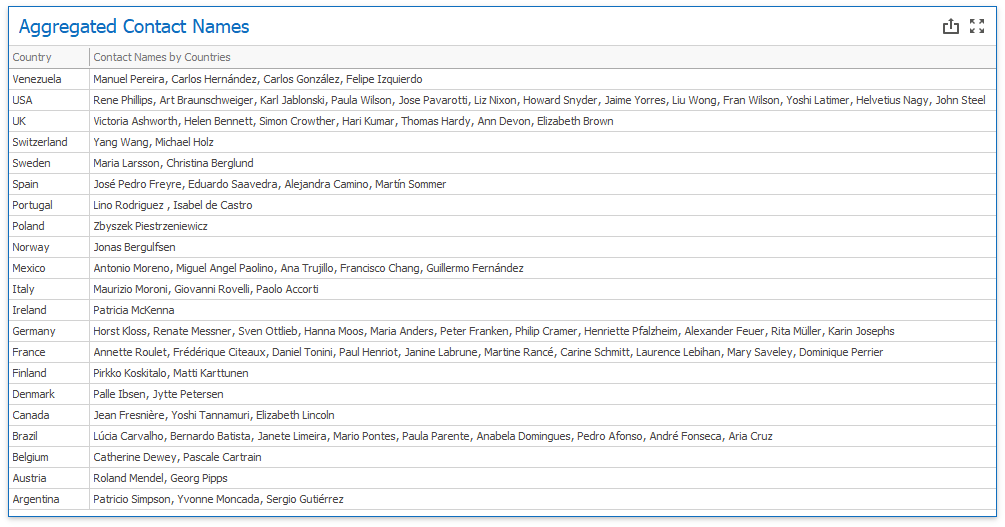 Aggregated Contact Names
Country Contact Names by Countries
Venezuela Manuel Pereira, Carlos Hernández, Carlos González, Felipe Izquierdo
USA Rene Phillips, Art Braunschweiger, Karl Jablonski, Paula Wilson, Jose Pavarotti, Liz Nixon, Howard Snyder, Jaime Yorres, Liu Wong, Fran Wilson, Yoshi Latimer, Helvetius Nagy, John Steel
UK Victoria Ashworth, Helen Bennett, Simon Crowther, Hari Kumar, Thomas Hardy, Ann Devon, Elizabeth Brown
Switzerland Yang Wang, Michael Holz
Sweden Maria Larsson, Christina Berglund
Spain José Pedro Freyre, Eduardo Saavedra, Alejandra Camino, Martín Sommer
Portugal Lino Rodriguez , Isabel de Castro
Poland Zbyszek Piestrzeniewicz
Norway Jonas Bergulfsen
Mexico Antonio Moreno, Miguel Angel Paolino, Ana Trujillo, Francisco Chang, Guillermo Fernández
Italy Maurizio Moroni, Giovanni Rovelli, Paolo Accorti
Ireland Patricia McKenna
Germany Horst Kloss, Renate Messner, Sven Ottlieb, Hanna Moos, Maria Anders, Peter Franken, Philip Cramer, Henriette Pfalzheim, Alexander Feuer, Rita Müller, Karin Josephs
France Annette Roulet, Frédérique Citeaux, Daniel Tonini, Paul Henriot, Janine Labrune, Martine Rancé, Carine Schmitt, Laurence Lebihan, Mary Saveley, Dominique Perrier
Finland Pirkko Koskitalo, Matti Karttunen
Denmark Palle Ibsen, Jytte Petersen
Canada Jean Fresnière, Yoshi Tannamuri, Elizabeth Lincoln
Brazil Lúcia Carvalho, Bernardo Batista, Janete Limeira, Mario Pontes, Paula Parente, Anabela Domingues, Pedro Afonso, André Fonseca, Aria Cruz
Belgium Catherine Dewey, Pascale Cartrain
Austria Roland Mendel, Georg Pipps
Argentina Patricio Simpson, Yvonne Moncada, Sergio Gutiérrez